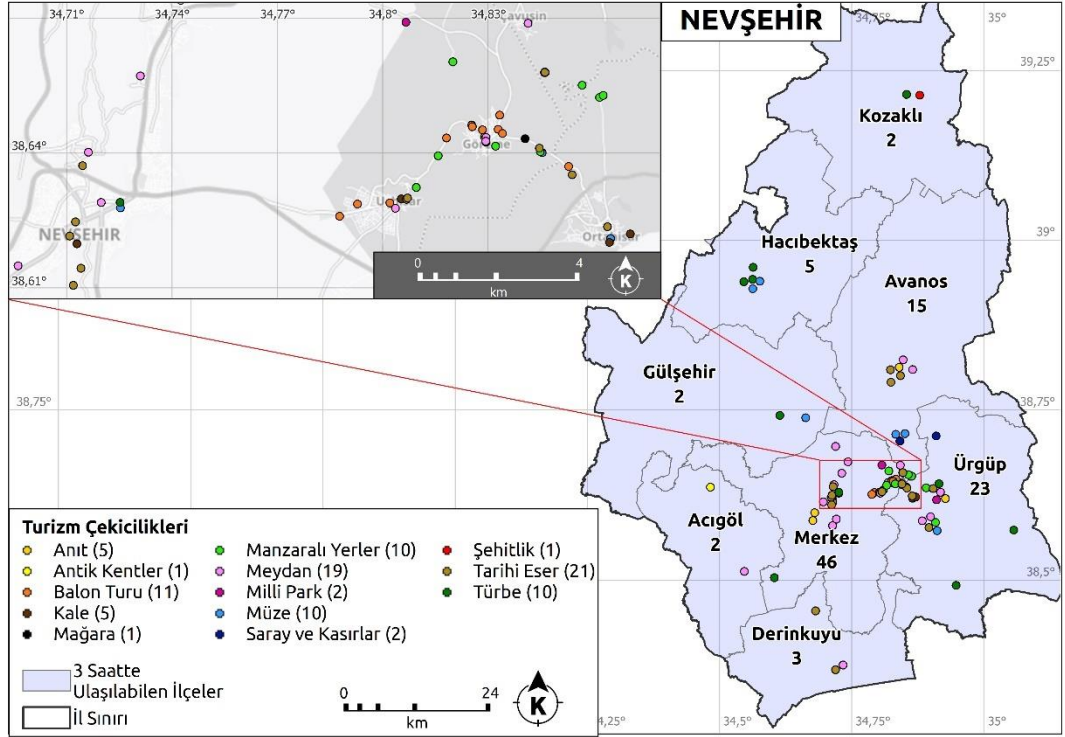 34,71° 34,74° 34,77° 34,8° 34,83°
Çavuşin
NEVŞEHİR
34,75° 35°
39,25°
Kozaklı
2
38,64°
Göreme
Hacıbektaş
5
39°
Avanos
15
NEVŞEHİR
Ortahisar
0 4
km
K
38,61°
Gülşehir
2
38,75° 38,75°
Ürgüp
23
Acıgöl
2
Merkez
46
38,5°
Derinkuyu
3
Turizm Çekicilikleri
Anıt (5)
Antik Kentler (1)
Balon Turu (11)
Kale (5)
Mağara (1)
Manzaralı Yerler (10)
Meydan (19)
Milli Park (2)
Müze (10)
Saray ve Kasırlar (2)
Şehitlik (1)
Tarihi Eser (21)
Türbe (10)
3 Saatte
Ulaşılabilen İlçeler
İl Sınırı
0 24
km
K
34,25° 34,5° 34,75° 35°